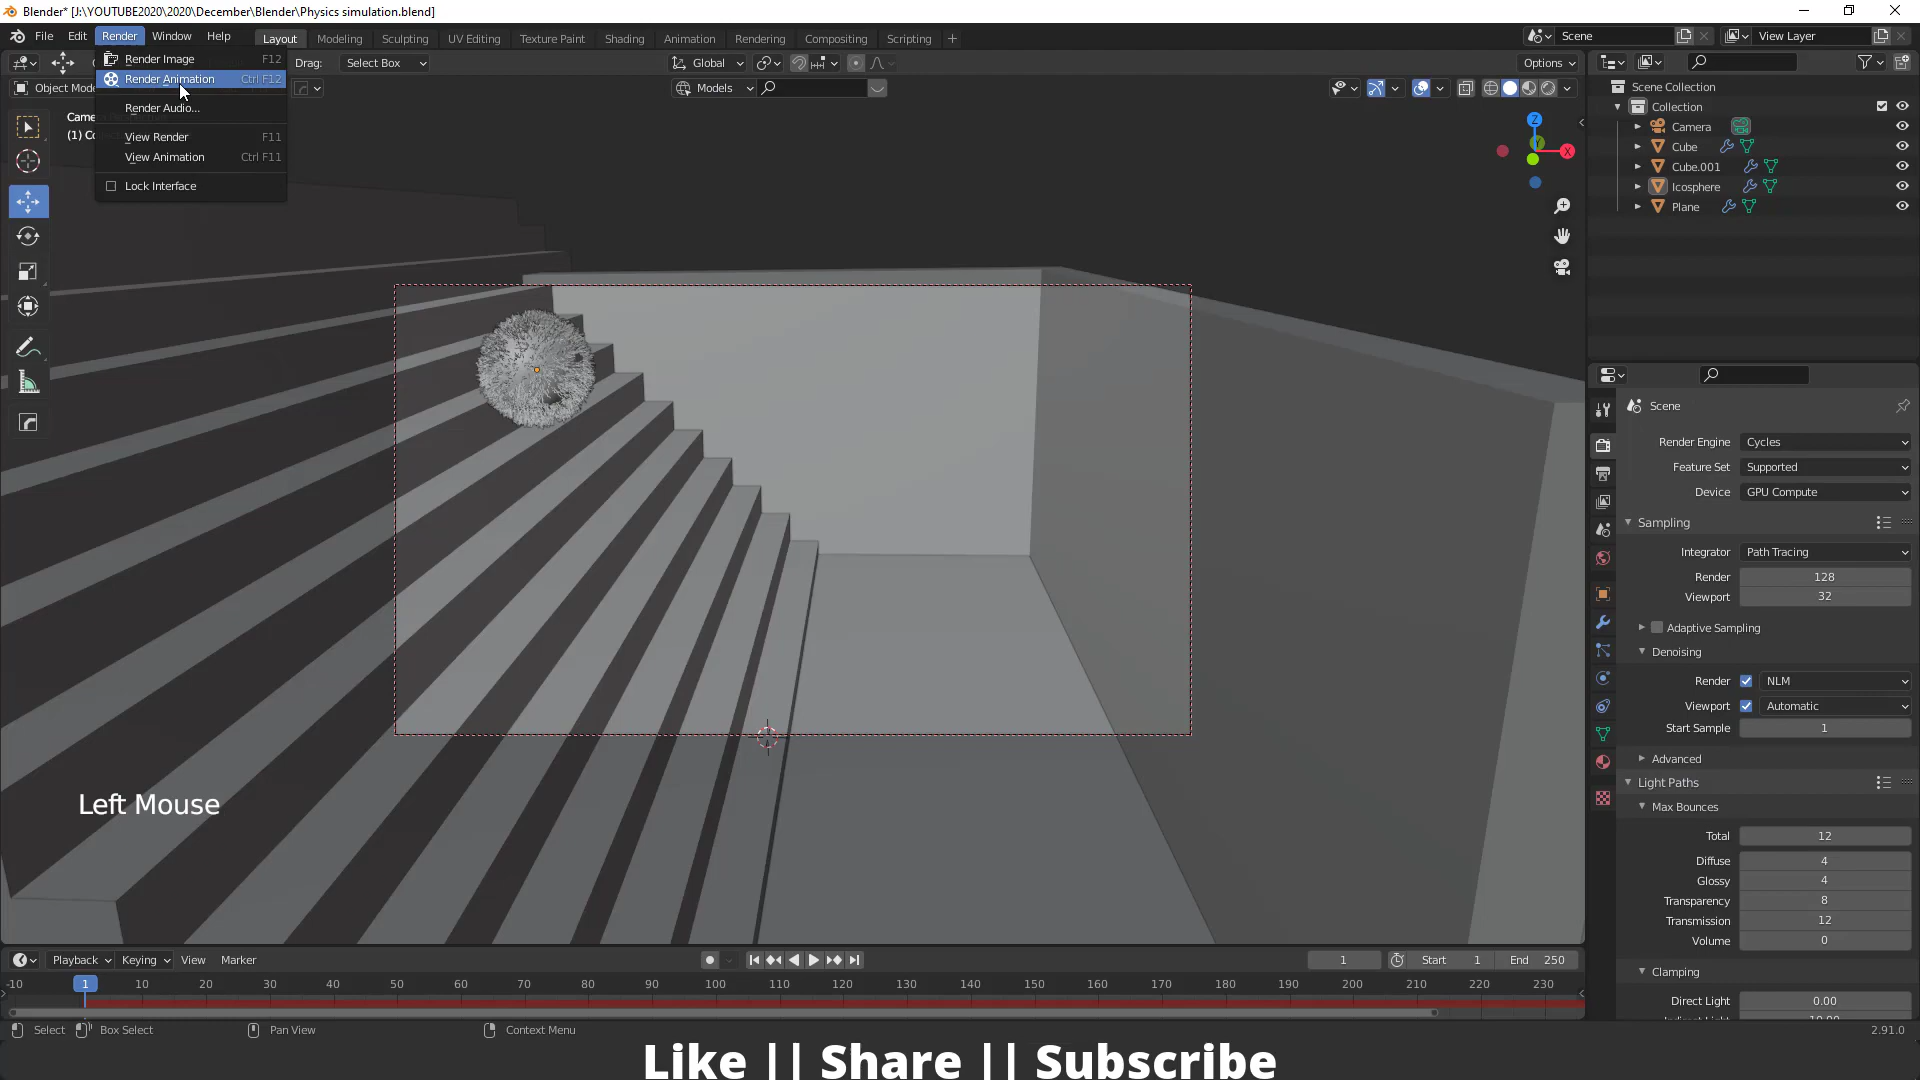 Blender* [J:\YOUTUBE2020\2020\December\Blender\Physics simulation.blend]
File Edit Render Window Help Layout Modeling Sculpting UV Editing Texture Paint Shading Animation Rendering Compositing Scripting + Scene View Layer
Render Image F12
Render Animation Ctrl F12
Render Audio...
View Render F11
View Animation Ctrl F11
Lock Interface
Drag: Select Box Global Options
Object Mod Models
Came
(1) Co
Z
Y
X
Scene Collection
Collection
Camera
Cube
Cube.001
Icosphere
Plane
Scene
Render Engine Cycles
Feature Set Supported
Device GPU Compute
Sampling
Integrator Path Tracing
Render 128
Viewport 32
Adaptive Sampling
Denoising
Render NLM
Viewport Automatic
Start Sample 1
Advanced
Light Paths
Max Bounces
Total 12
Diffuse 4
Glossy 4
Transparency 8
Transmission 12
Volume 0
Clamping
Direct Light 0.00
Left Mouse
Playback Keying View Marker 1 Start 1 End 250
-10 1 10 20 30 40 50 60 70 80 90 100 110 120 130 140 150 160 170 180 190 200 210 220 230
Select Box Select Pan View Context Menu 2.91.0
Like || Share || Subscribe